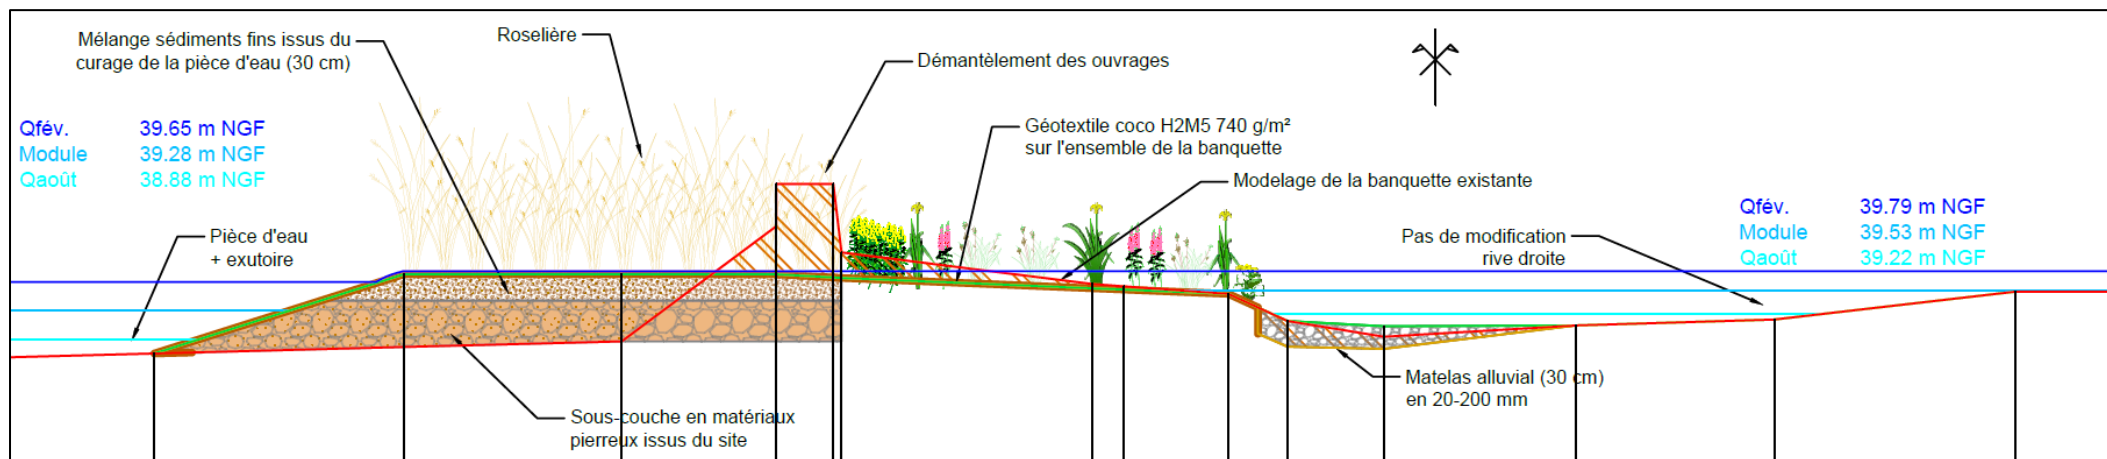 Mélange sédiments fins issus du
curage de la pièce d'eau (30 cm)
Roselière
Démantèlement des ouvrages
Qfév. 39.65 m NGF
Module 39.28 m NGF
Qaoût 38.88 m NGF
Géotextile coco H2M5 740 g/m²
sur l'ensemble de la banquette
Modelage de la banquette existante
Qfév. 39.79 m NGF
Module 39.53 m NGF
Qaoût 39.22 m NGF
Pièce d'eau
+ exutoire
Pas de modification
rive droite
Matelas alluvial (30 cm)
en 20-200 mm
Sous-couche en matériaux
pierreux issus du site